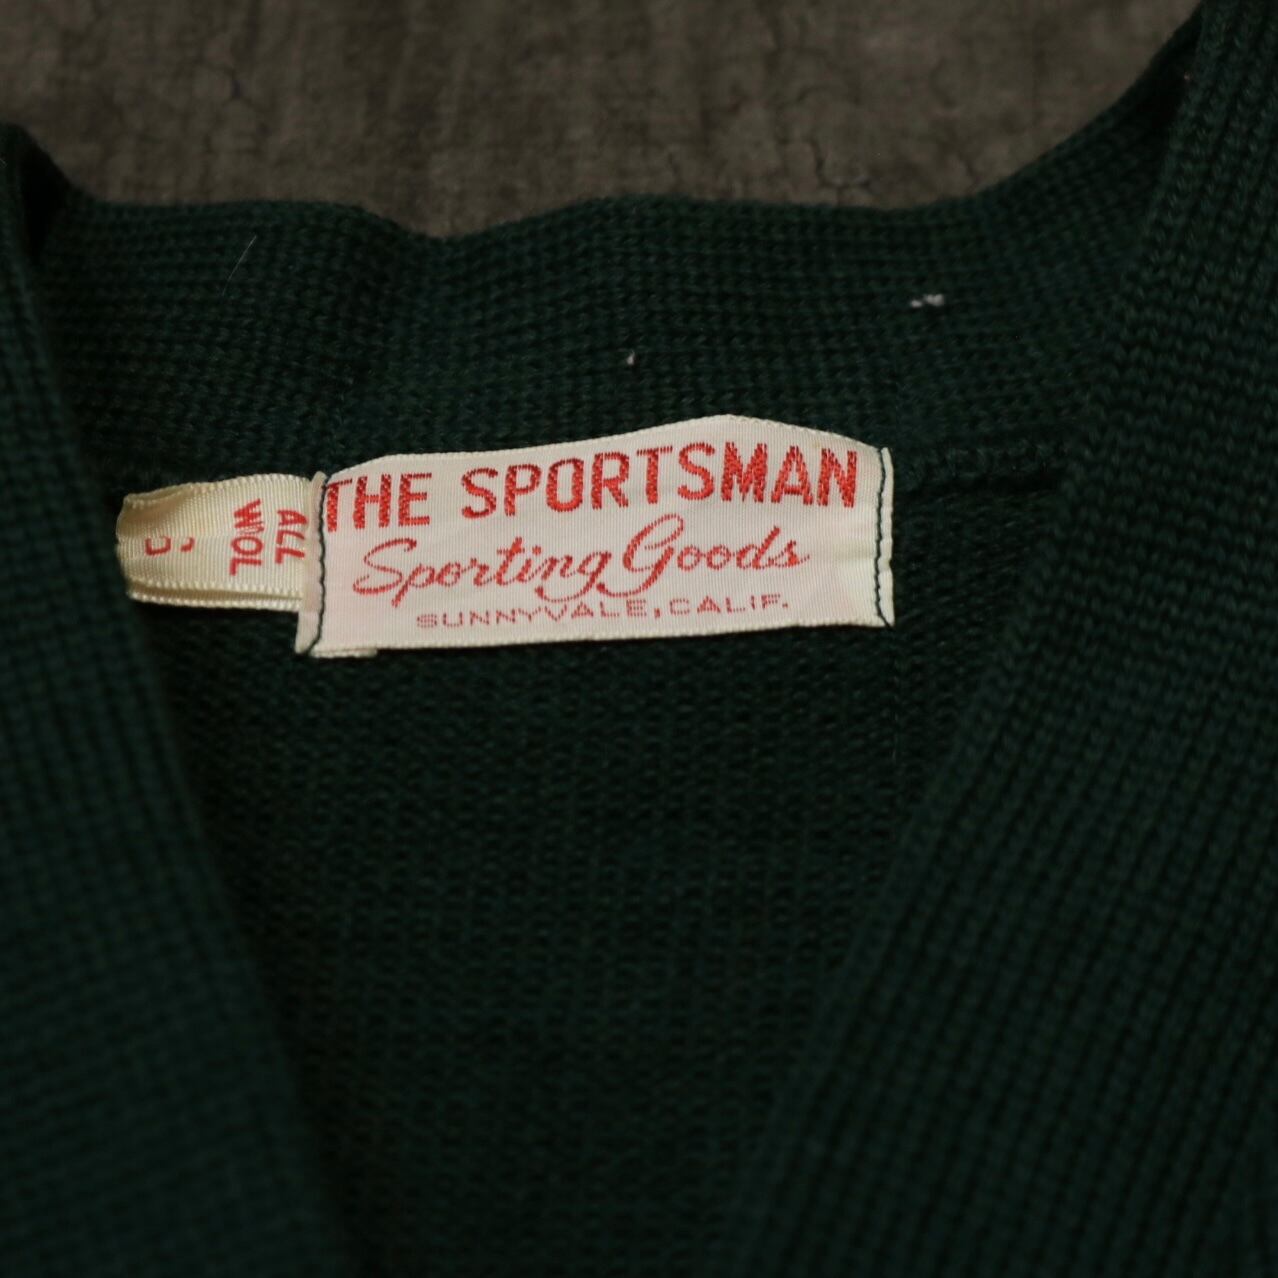 THE SPORTSMAN
Sporting Goods
SUNNYVALE, CALIF.
ALL
WOOL